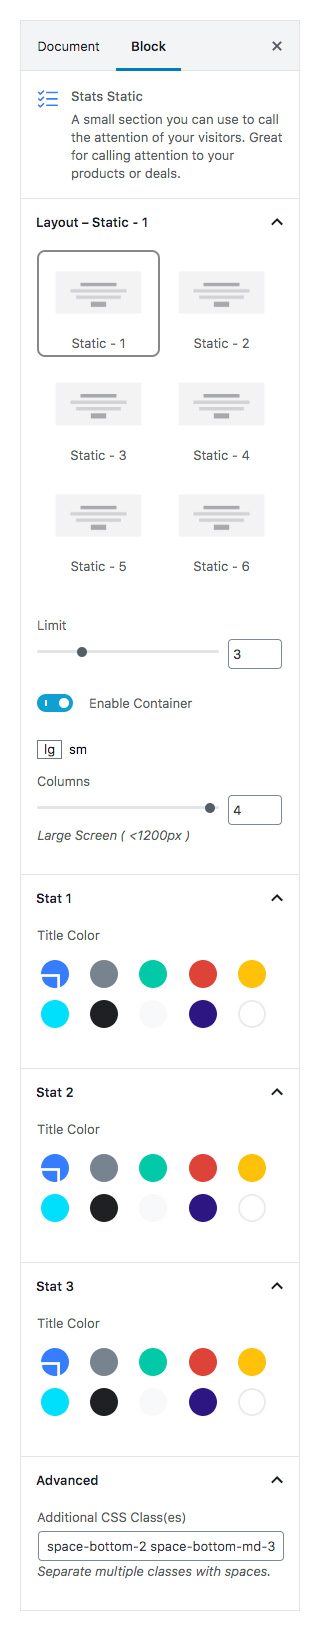 Document Block ×
Stats Static
A small section you can use to call
the attention of your visitors. Great
for calling attention to your
products or deals.
Layout – Static - 1
Static - 1 Static - 2
Static - 3 Static - 4
Static - 5 Static - 6
Limit
3
Enable Container
lg sm
Columns
4
Large Screen ( <1200px )
Stat 1
Title Color
Stat 2
Title Color
Stat 3
Title Color
Advanced
Additional CSS Class(es)
space-bottom-2 space-bottom-md-3
Separate multiple classes with spaces.